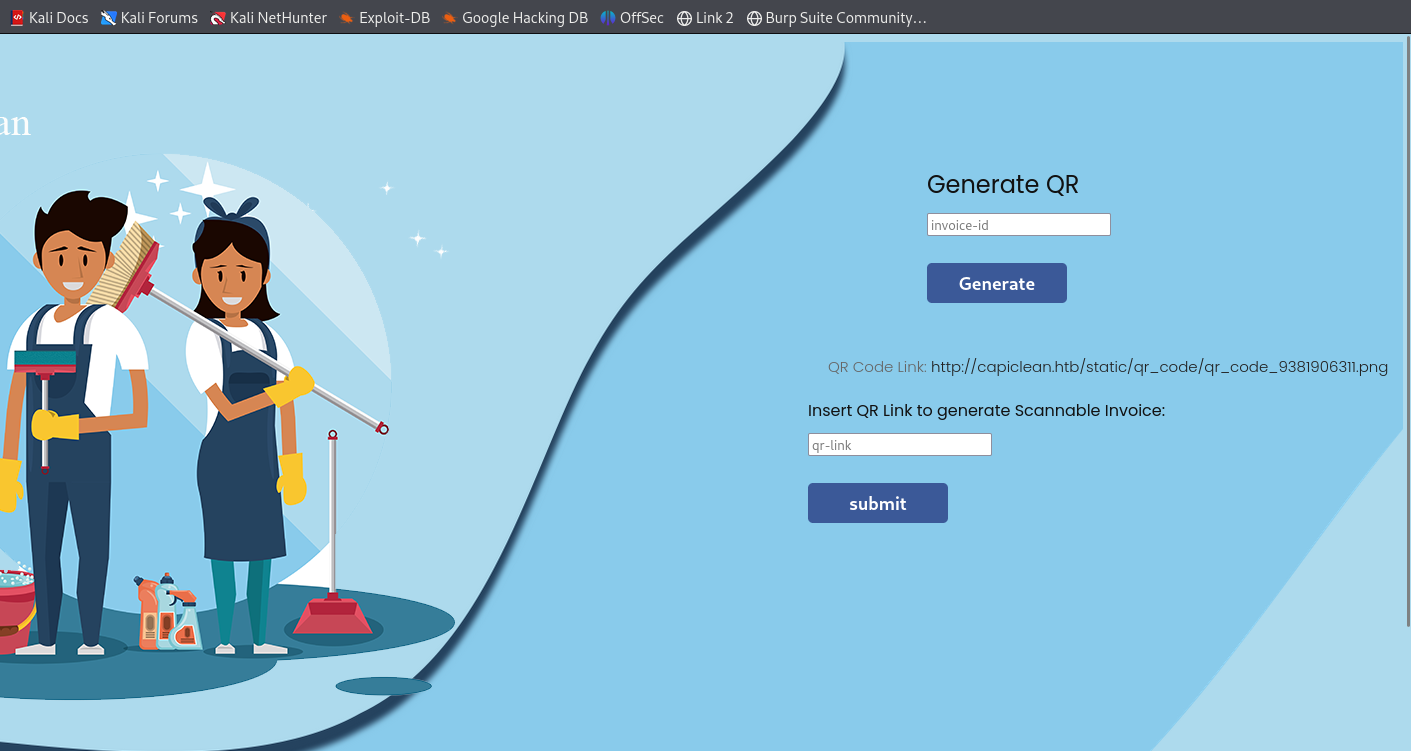 Kali Docs Kali Forums Kali NetHunter Exploit-DB Google Hacking DB OffSec Link 2 Burp Suite Community…
an
Generate QR
invoice-id
Generate
QR Code Link: http://capiclean.htb/static/qr_code/qr_code_9381906311.png
Insert QR Link to generate Scannable Invoice:
qr-link
submit